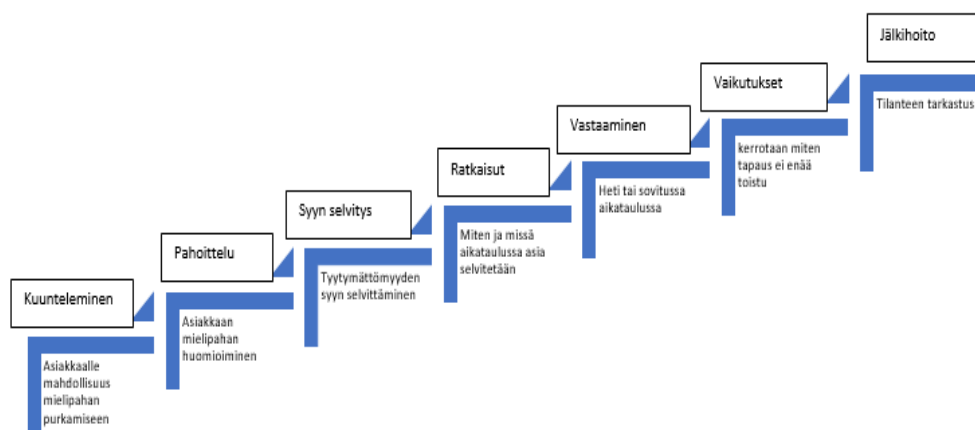 Kuunteleminen
Asiakkaalle
mahdollisuus
mielipahan
purkamiseen
Pahoittelu
Asiakkaan
mielipahan
huomioiminen
Syyn selvitys
Tyytymättömyyden
syyn selvittäminen
Ratkaisut
Miten ja missä
aikataulussa asia
selvitetään
Vastaaminen
Heti tai sovitussa
aikataulussa
Vaikutukset
kerrotaan miten
tapaus ei enää
toistu
Jälkihoito
Tilanteen tarkastus